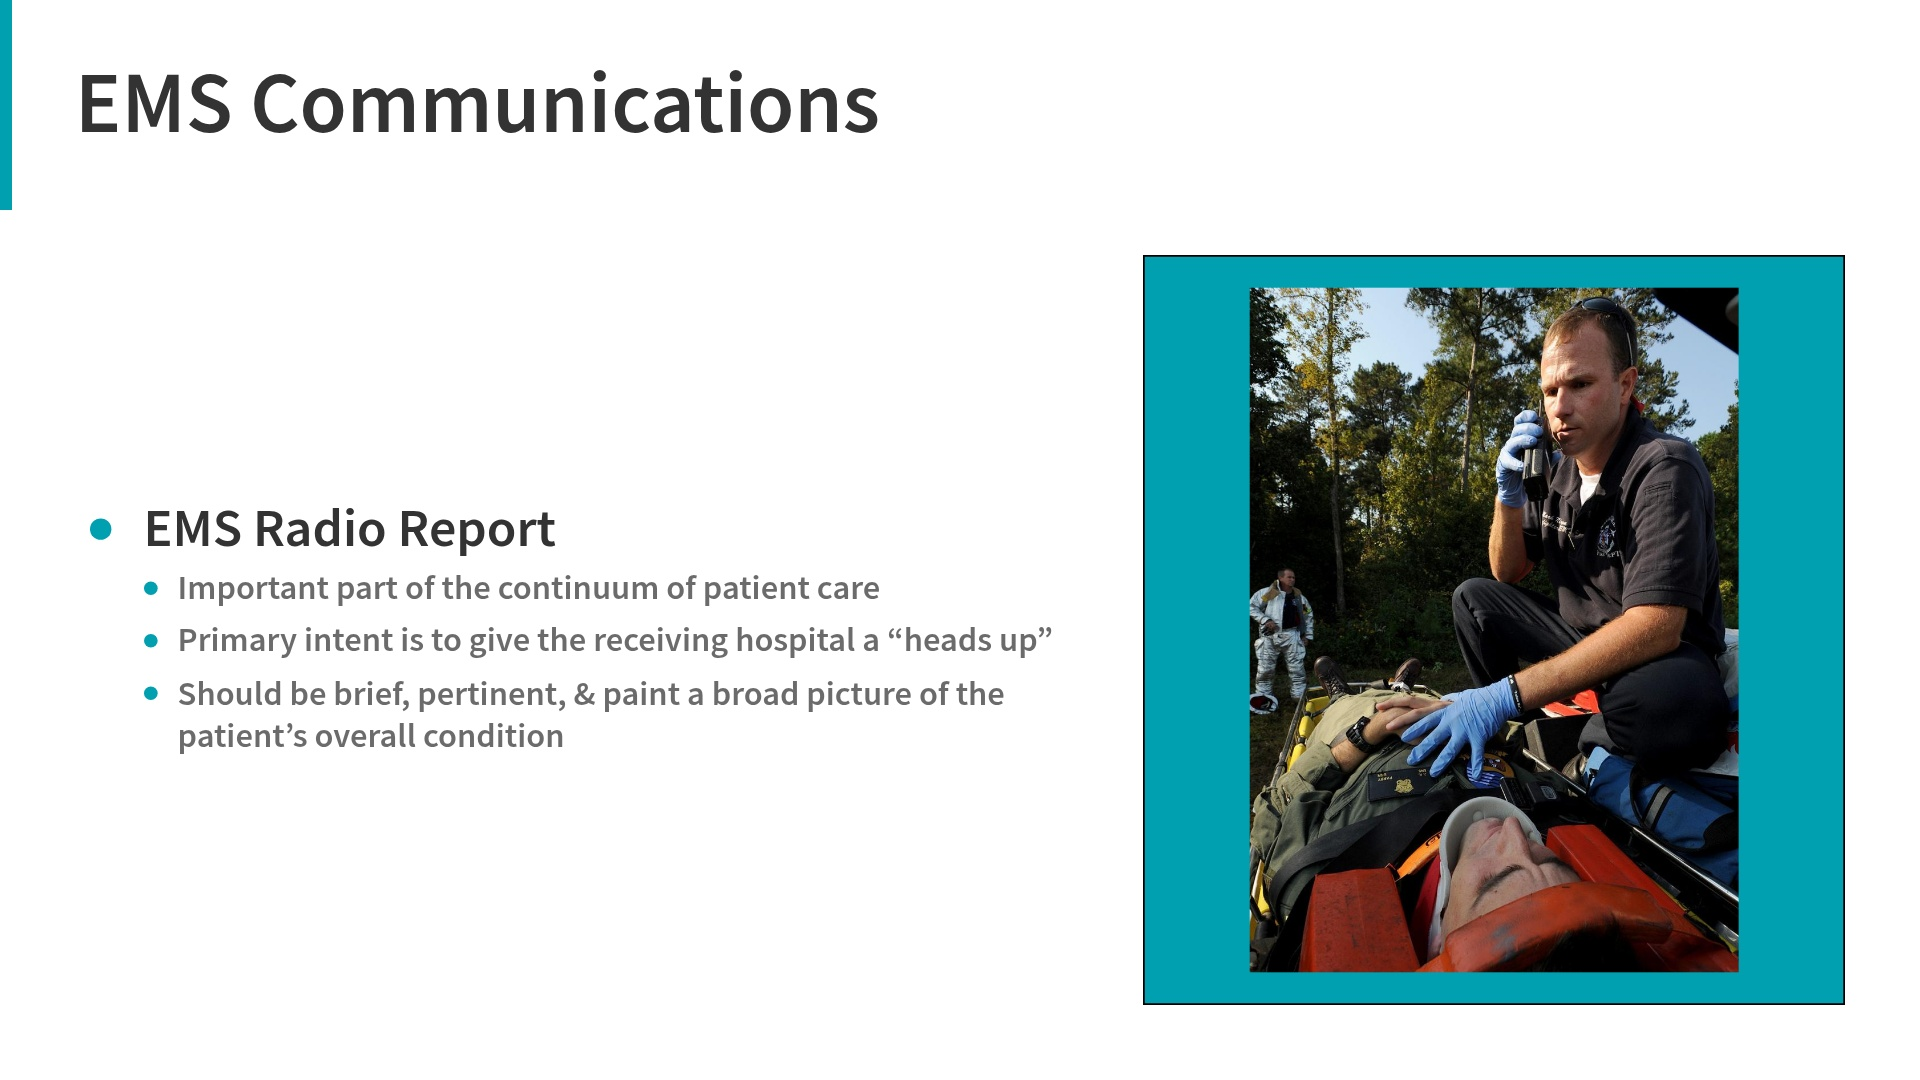 EMS Communications
EMS Radio Report
Important part of the continuum of patient care
Primary intent is to give the receiving hospital a “heads up”
Should be brief, pertinent, & paint a broad picture of the
patient’s overall condition